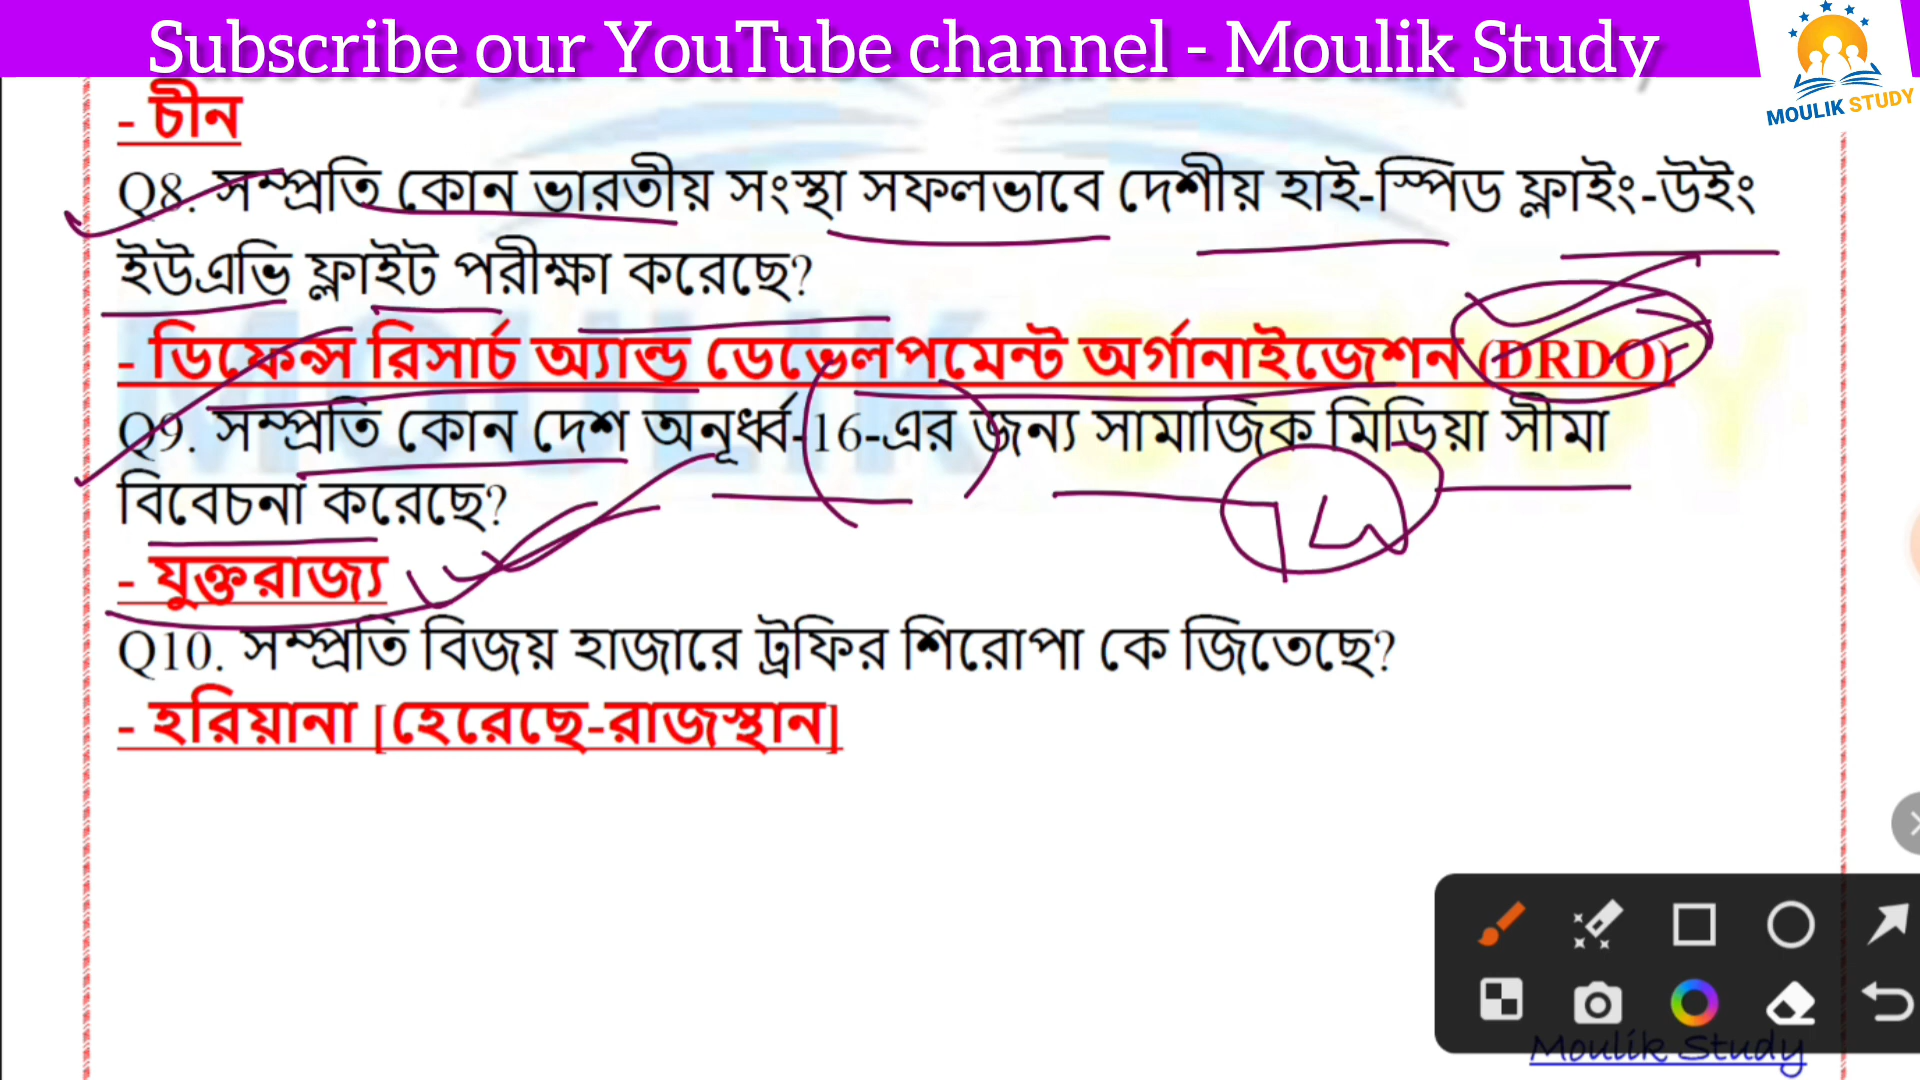 Subscribe our YouTube channel - Moulik Study
MOULIK STUDY
- চীন
Q8. সম্প্রতি কোন ভারতীয় সংস্থা সফলভাবে দেশীয় হাই-স্পিড ফ্লাইং-উইং
ইউএভি ফ্লাইট পরীক্ষা করেছে?
- ডিফেন্স রিসার্চ অ্যান্ড ডেভেলপমেন্ট অর্গানাইজেশন (DRDO)
Q9. সম্প্রতি কোন দেশ অনূর্ধ্ব-16-এর জন্য সামাজিক মিডিয়া সীমা
বিবেচনা করেছে?
- যুক্তরাজ্য
Q10. সম্প্রতি বিজয় হাজারে ট্রফির শিরোপা কে জিতেছে?
- হরিয়ানা [হেরেছে-রাজস্থান]
Moulik Study